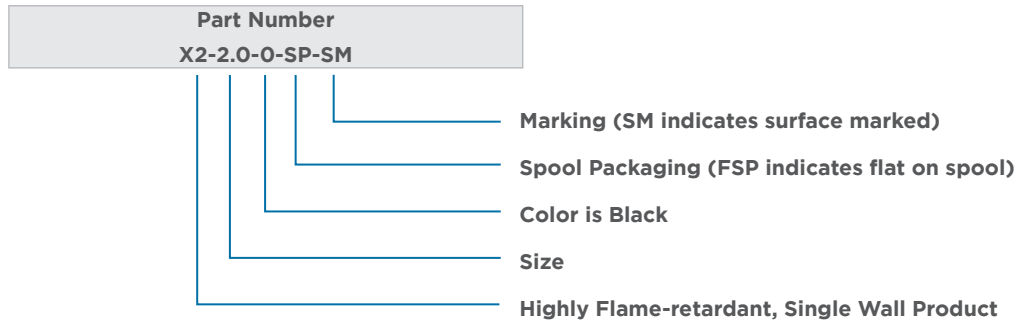 Part Number
X2-2.0-0-SP-SM
Marking (SM indicates surface marked)
Spool Packaging (FSP indicates flat on spool)
Color is Black
Size
Highly Flame-retardant, Single Wall Product